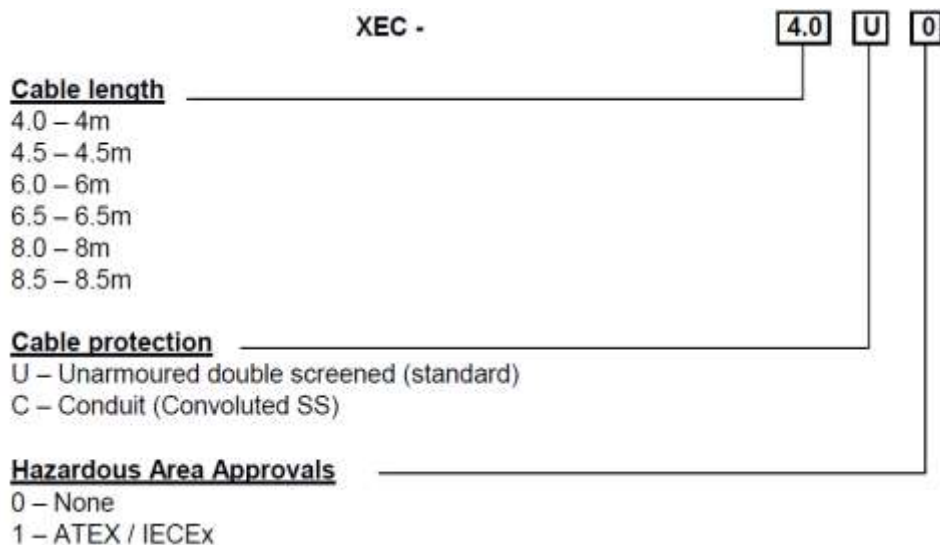 XEC - 4.0 U 0
Cable length
4.0 – 4m
4.5 – 4.5m
6.0 – 6m
6.5 – 6.5m
8.0 – 8m
8.5 – 8.5m
Cable protection
U – Unarmoured double screened (standard)
C – Conduit (Convoluted SS)
Hazardous Area Approvals
0 – None
1 – ATEX / IECEx